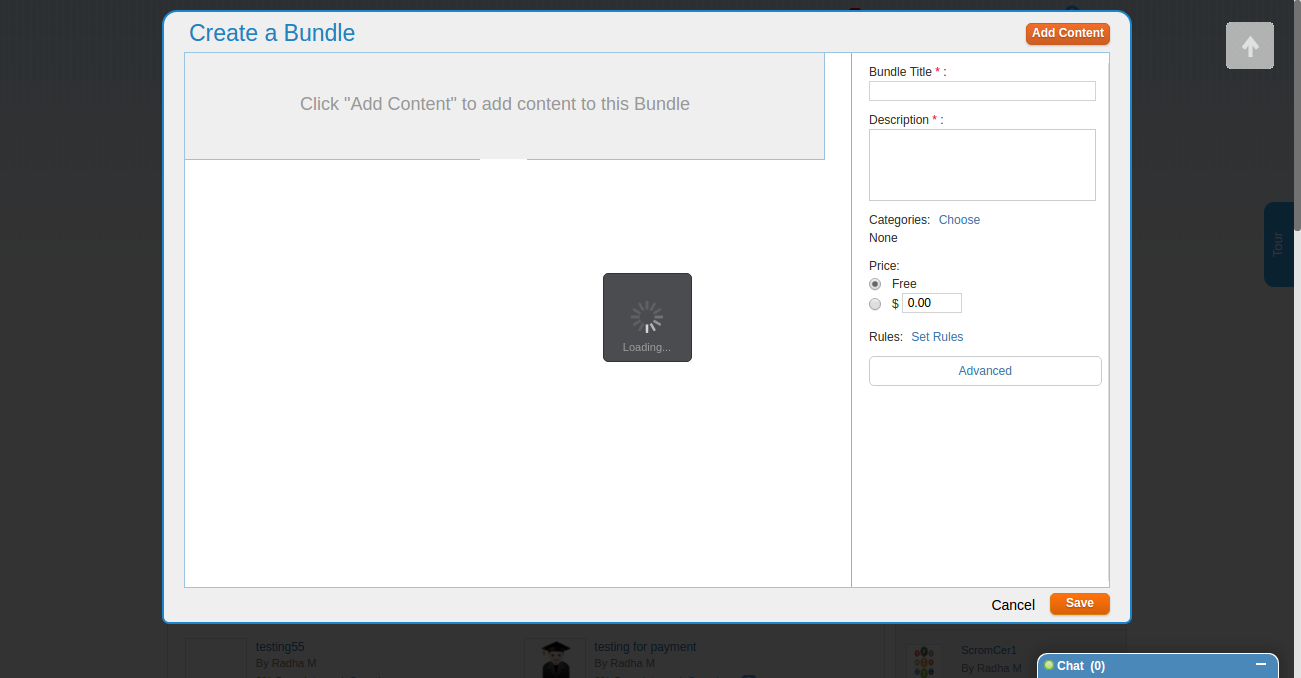 Create a Bundle
Add Content
Click "Add Content" to add content to this Bundle
Bundle Title * :
Description * :
Categories: Choose
None
Price:
Free
$ 0.00
Rules: Set Rules
Advanced
Loading...
Tour
Cancel
Save
testing55
By Radha M
testing for payment
By Radha M
ScromCer1
By Radha M
Chat (0)